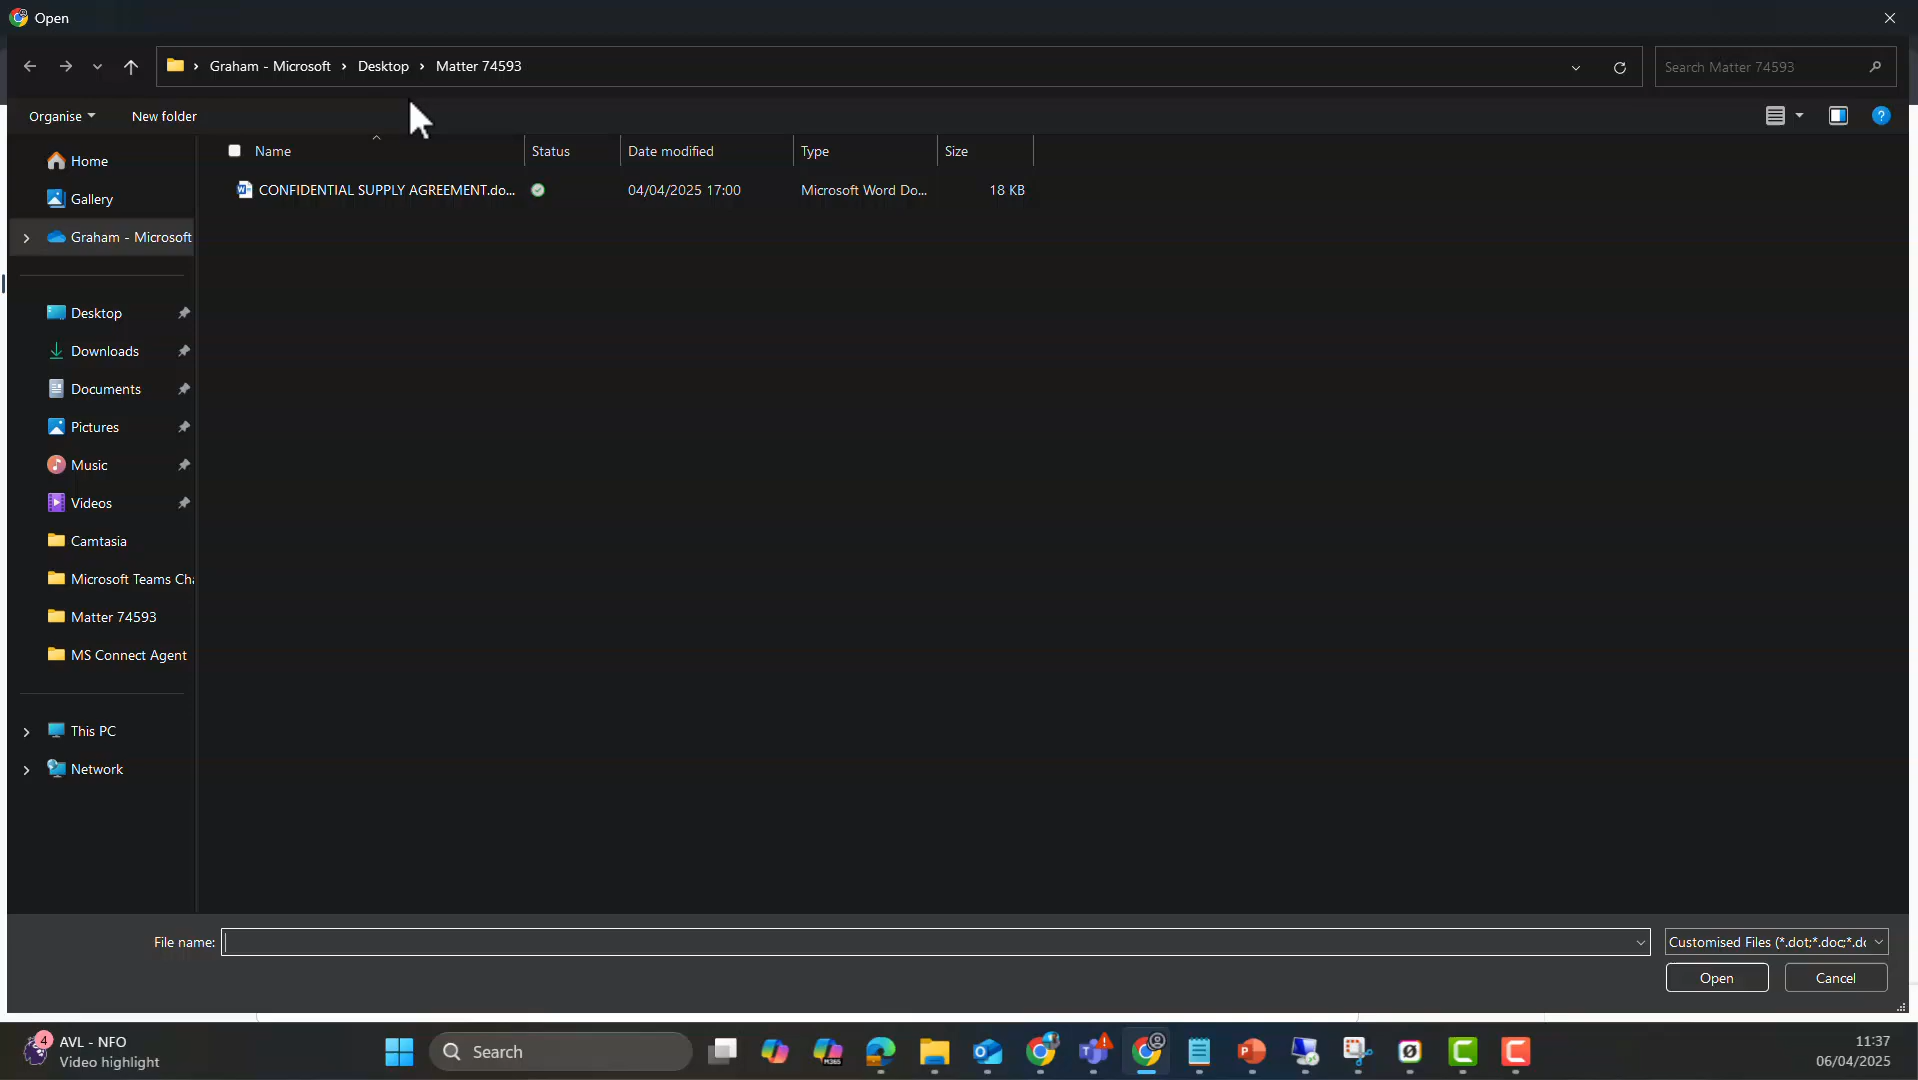 Open
Graham - Microsoft > Desktop > Matter 74593
Search Matter 74593
Organise
New folder
Name
Status
Date modified
Type
Size
CONFIDENTIAL SUPPLY AGREEMENT.do...
04/04/2025 17:00
Microsoft Word Do...
18 KB
Home
Gallery
Graham - Microsoft
Desktop
Downloads
Documents
Pictures
Music
Videos
Camtasia
Microsoft Teams Cha
Matter 74593
MS Connect Agent
This PC
Network
File name:
Customised Files (*.dot;*.doc;*.dc
Open
Cancel
4
AVL - NFO
Video highlight
Search
M365
11:37
06/04/2025